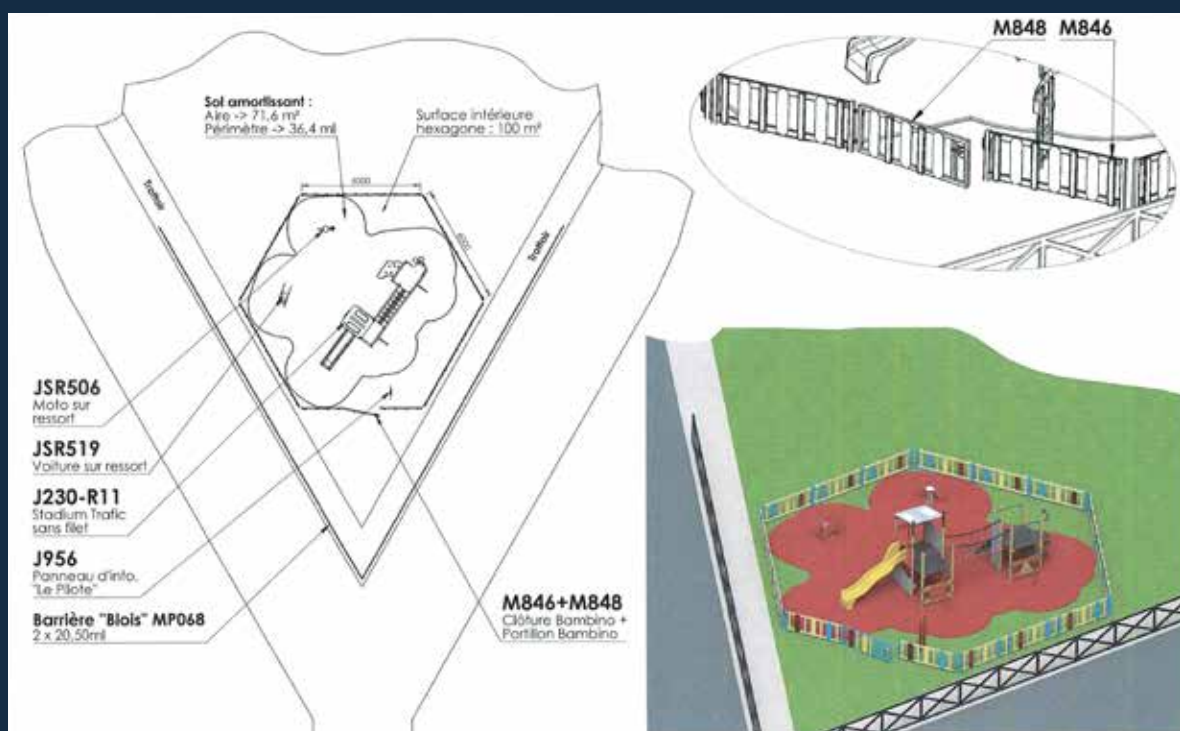 M848 M846
Sol amortissant :
Aire -> 71,6 m²
Périmètre -> 36,4 ml
Surface intérieure
hexagone : 100 m²
6000
6000
Trottoir
Trottoir
JSR506
Moto sur
ressort
JSR519
Voiture sur ressort
J230-R11
Stadium Trafic
sans filet
J956
Panneau d'info.
"Le Pilote"
Barrière "Blois" MP068
2 x 20,50ml
M846+M848
Clôture Bambino +
Portillon Bambino